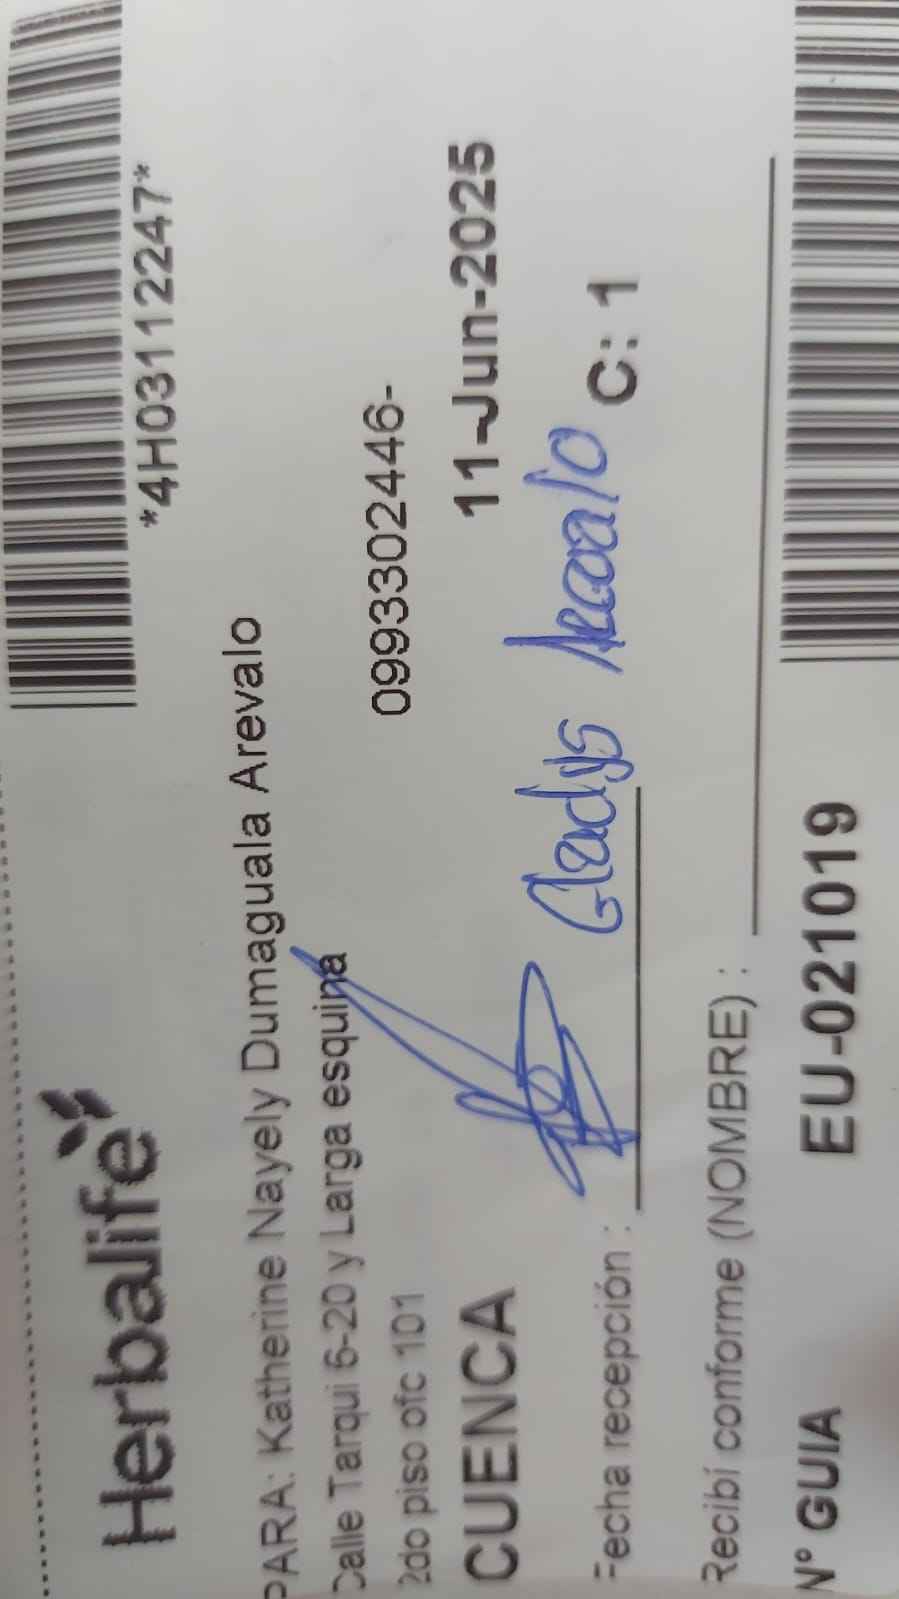 Herbalife
*4H03112247*
PARA: Katherine Nayely Dumaguala Arevalo
Calle Tarqui 6-20 y Larga esquina
2do piso ofc 101
0993302446-
CUENCA
11-Jun-2025
Gladys Arevalo
Fecha recepción :
C: 1
Recibí conforme (NOMBRE) :
N° GUIA EU-021019